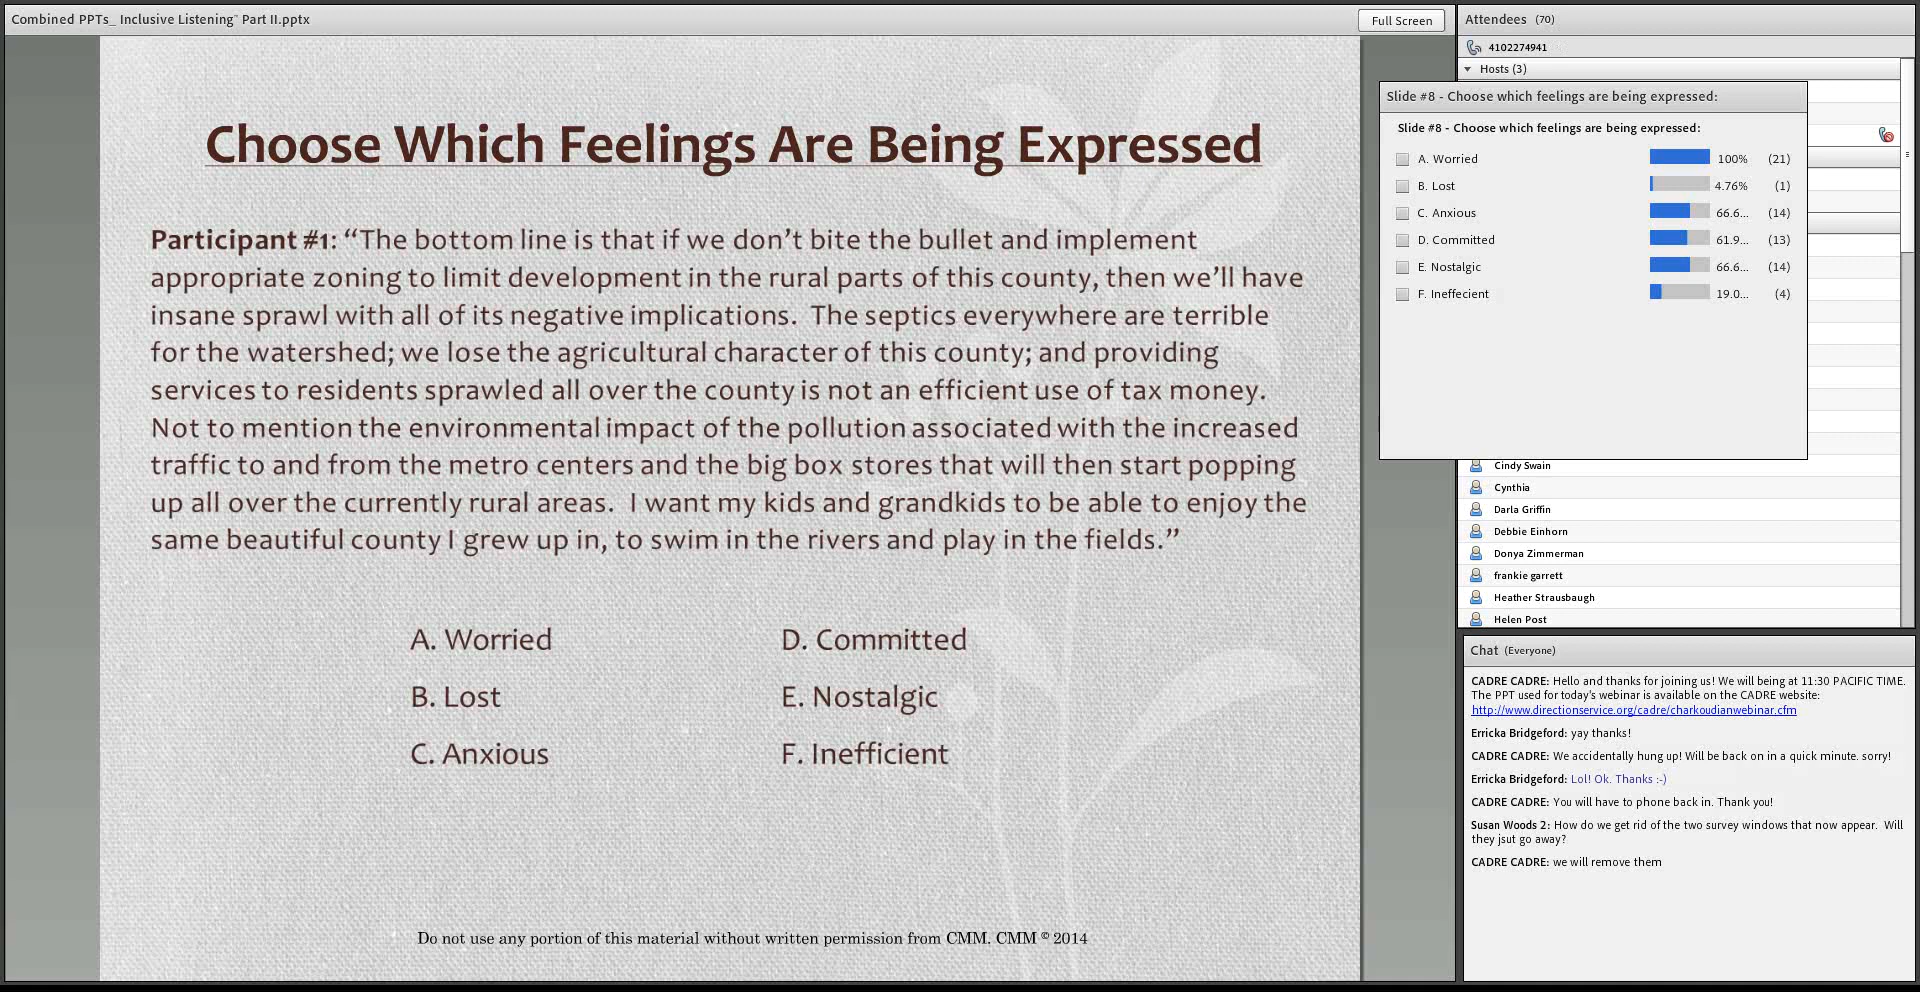 Combined PPTs_ Inclusive Listening™ Part II.pptx
Full Screen
Choose Which Feelings Are Being Expressed
Participant #1: “The bottom line is that if we don’t bite the bullet and implement
appropriate zoning to limit development in the rural parts of this county, then we’ll have
insane sprawl with all of its negative implications.  The septics everywhere are terrible
for the watershed; we lose the agricultural character of this county; and providing
services to residents sprawled all over the county is not an efficient use of tax money.
Not to mention the environmental impact of the pollution associated with the increased
traffic to and from the metro centers and the big box stores that will then start popping
up all over the currently rural areas.  I want my kids and grandkids to be able to enjoy the
same beautiful county I grew up in, to swim in the rivers and play in the fields.”
A. Worried
B. Lost
C. Anxious
D. Committed
E. Nostalgic
F. Inefficient
Do not use any portion of this material without written permission from CMM. CMM © 2014
Attendees (70)
4102274941
Hosts (3)
Slide #8 - Choose which feelings are being expressed:
Slide #8 - Choose which feelings are being expressed:
A. Worried 100% (21)
B. Lost 4.76% (1)
C. Anxious 66.6... (14)
D. Committed 61.9... (13)
E. Nostalgic 66.6... (14)
F. Ineffecient 19.0... (4)
Cindy Swain
Cynthia
Darla Griffin
Debbie Einhorn
Donya Zimmerman
frankie garrett
Heather Strausbaugh
Helen Post
Chat (Everyone)
CADRE CADRE: Hello and thanks for joining us! We will being at 11:30 PACIFIC TIME.
The PPT used for today's webinar is available on the CADRE website:
http://www.directionservice.org/cadre/charkoudianwebinar.cfm
Erricka Bridgeford: yay thanks!
CADRE CADRE: We accidentally hung up! Will be back on in a quick minute. sorry!
Erricka Bridgeford: Lol! Ok. Thanks :-)
CADRE CADRE: You will have to phone back in. Thank you!
Susan Woods 2: How do we get rid of the two survey windows that now appear.  Will
they jsut go away?
CADRE CADRE: we will remove them